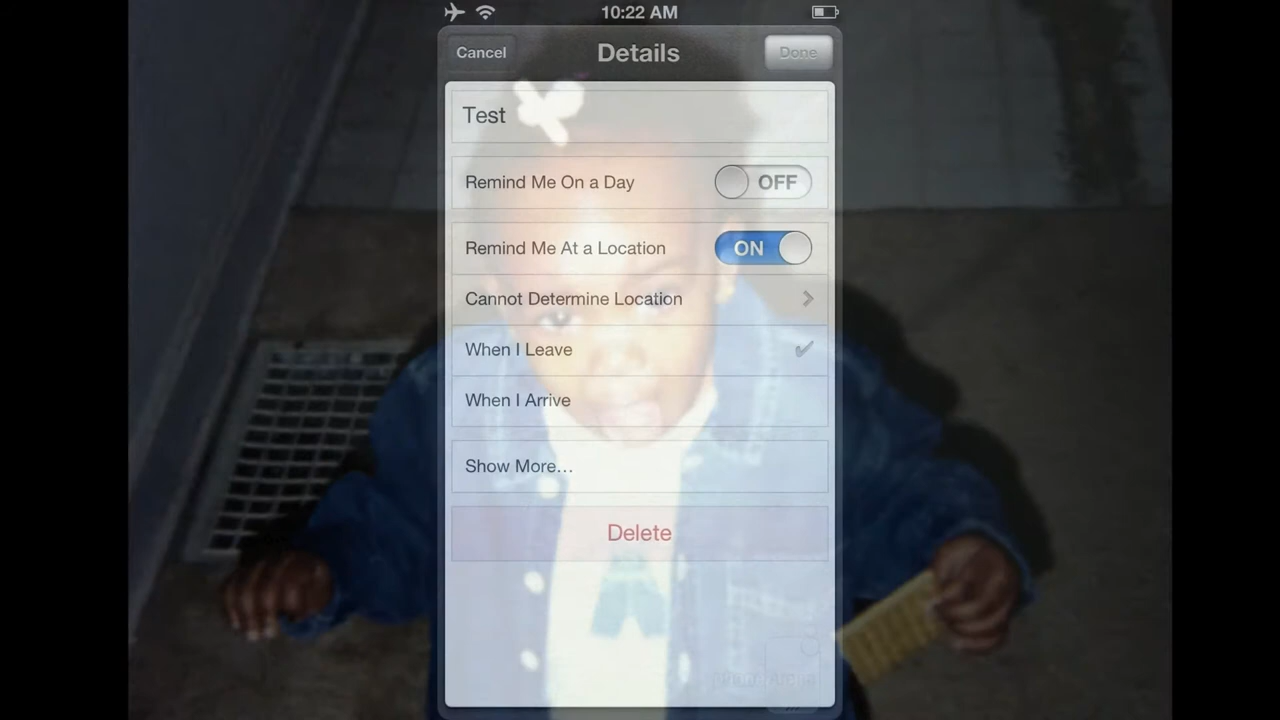 10:22 AM
Cancel
Details
Done
Test
Remind Me On a Day
OFF
Remind Me At a Location
ON
Cannot Determine Location
When I Leave
When I Arrive
Show More...
Delete